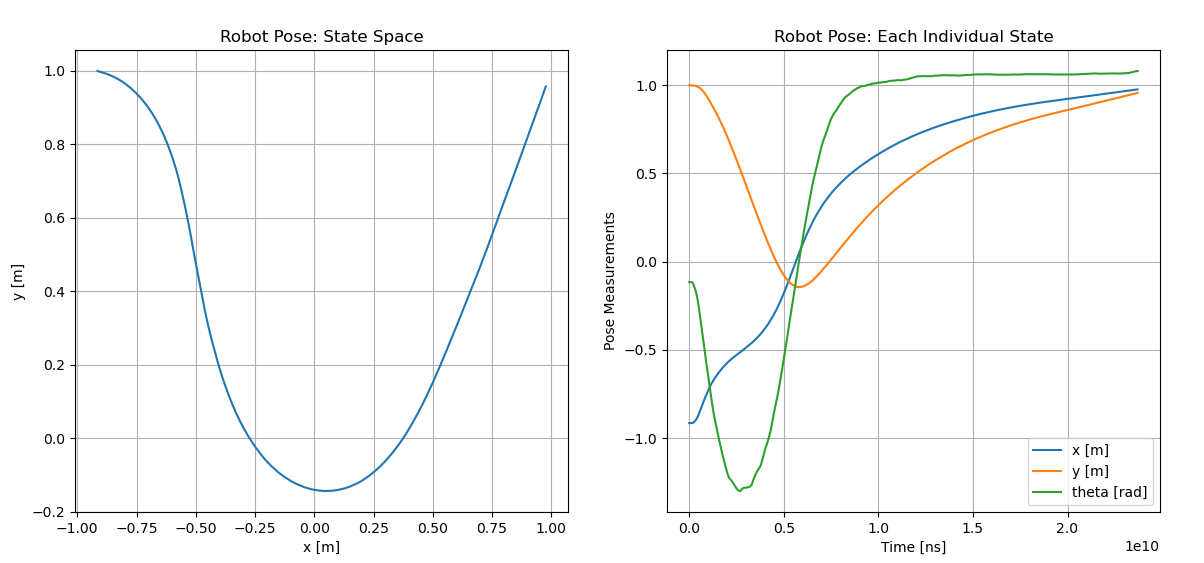 Robot Pose: State Space
y [m]
1.0
0.8
0.6
0.4
0.2
0.0
−0.2
−1.00 −0.75 −0.50 −0.25 0.00 0.25 0.50 0.75 1.00
x [m]
Robot Pose: Each Individual State
Pose Measurements
1.0
0.5
0.0
−0.5
−1.0
x [m]
y [m]
theta [rad]
0.0 0.5 1.0 1.5 2.0
1e10
Time [ns]